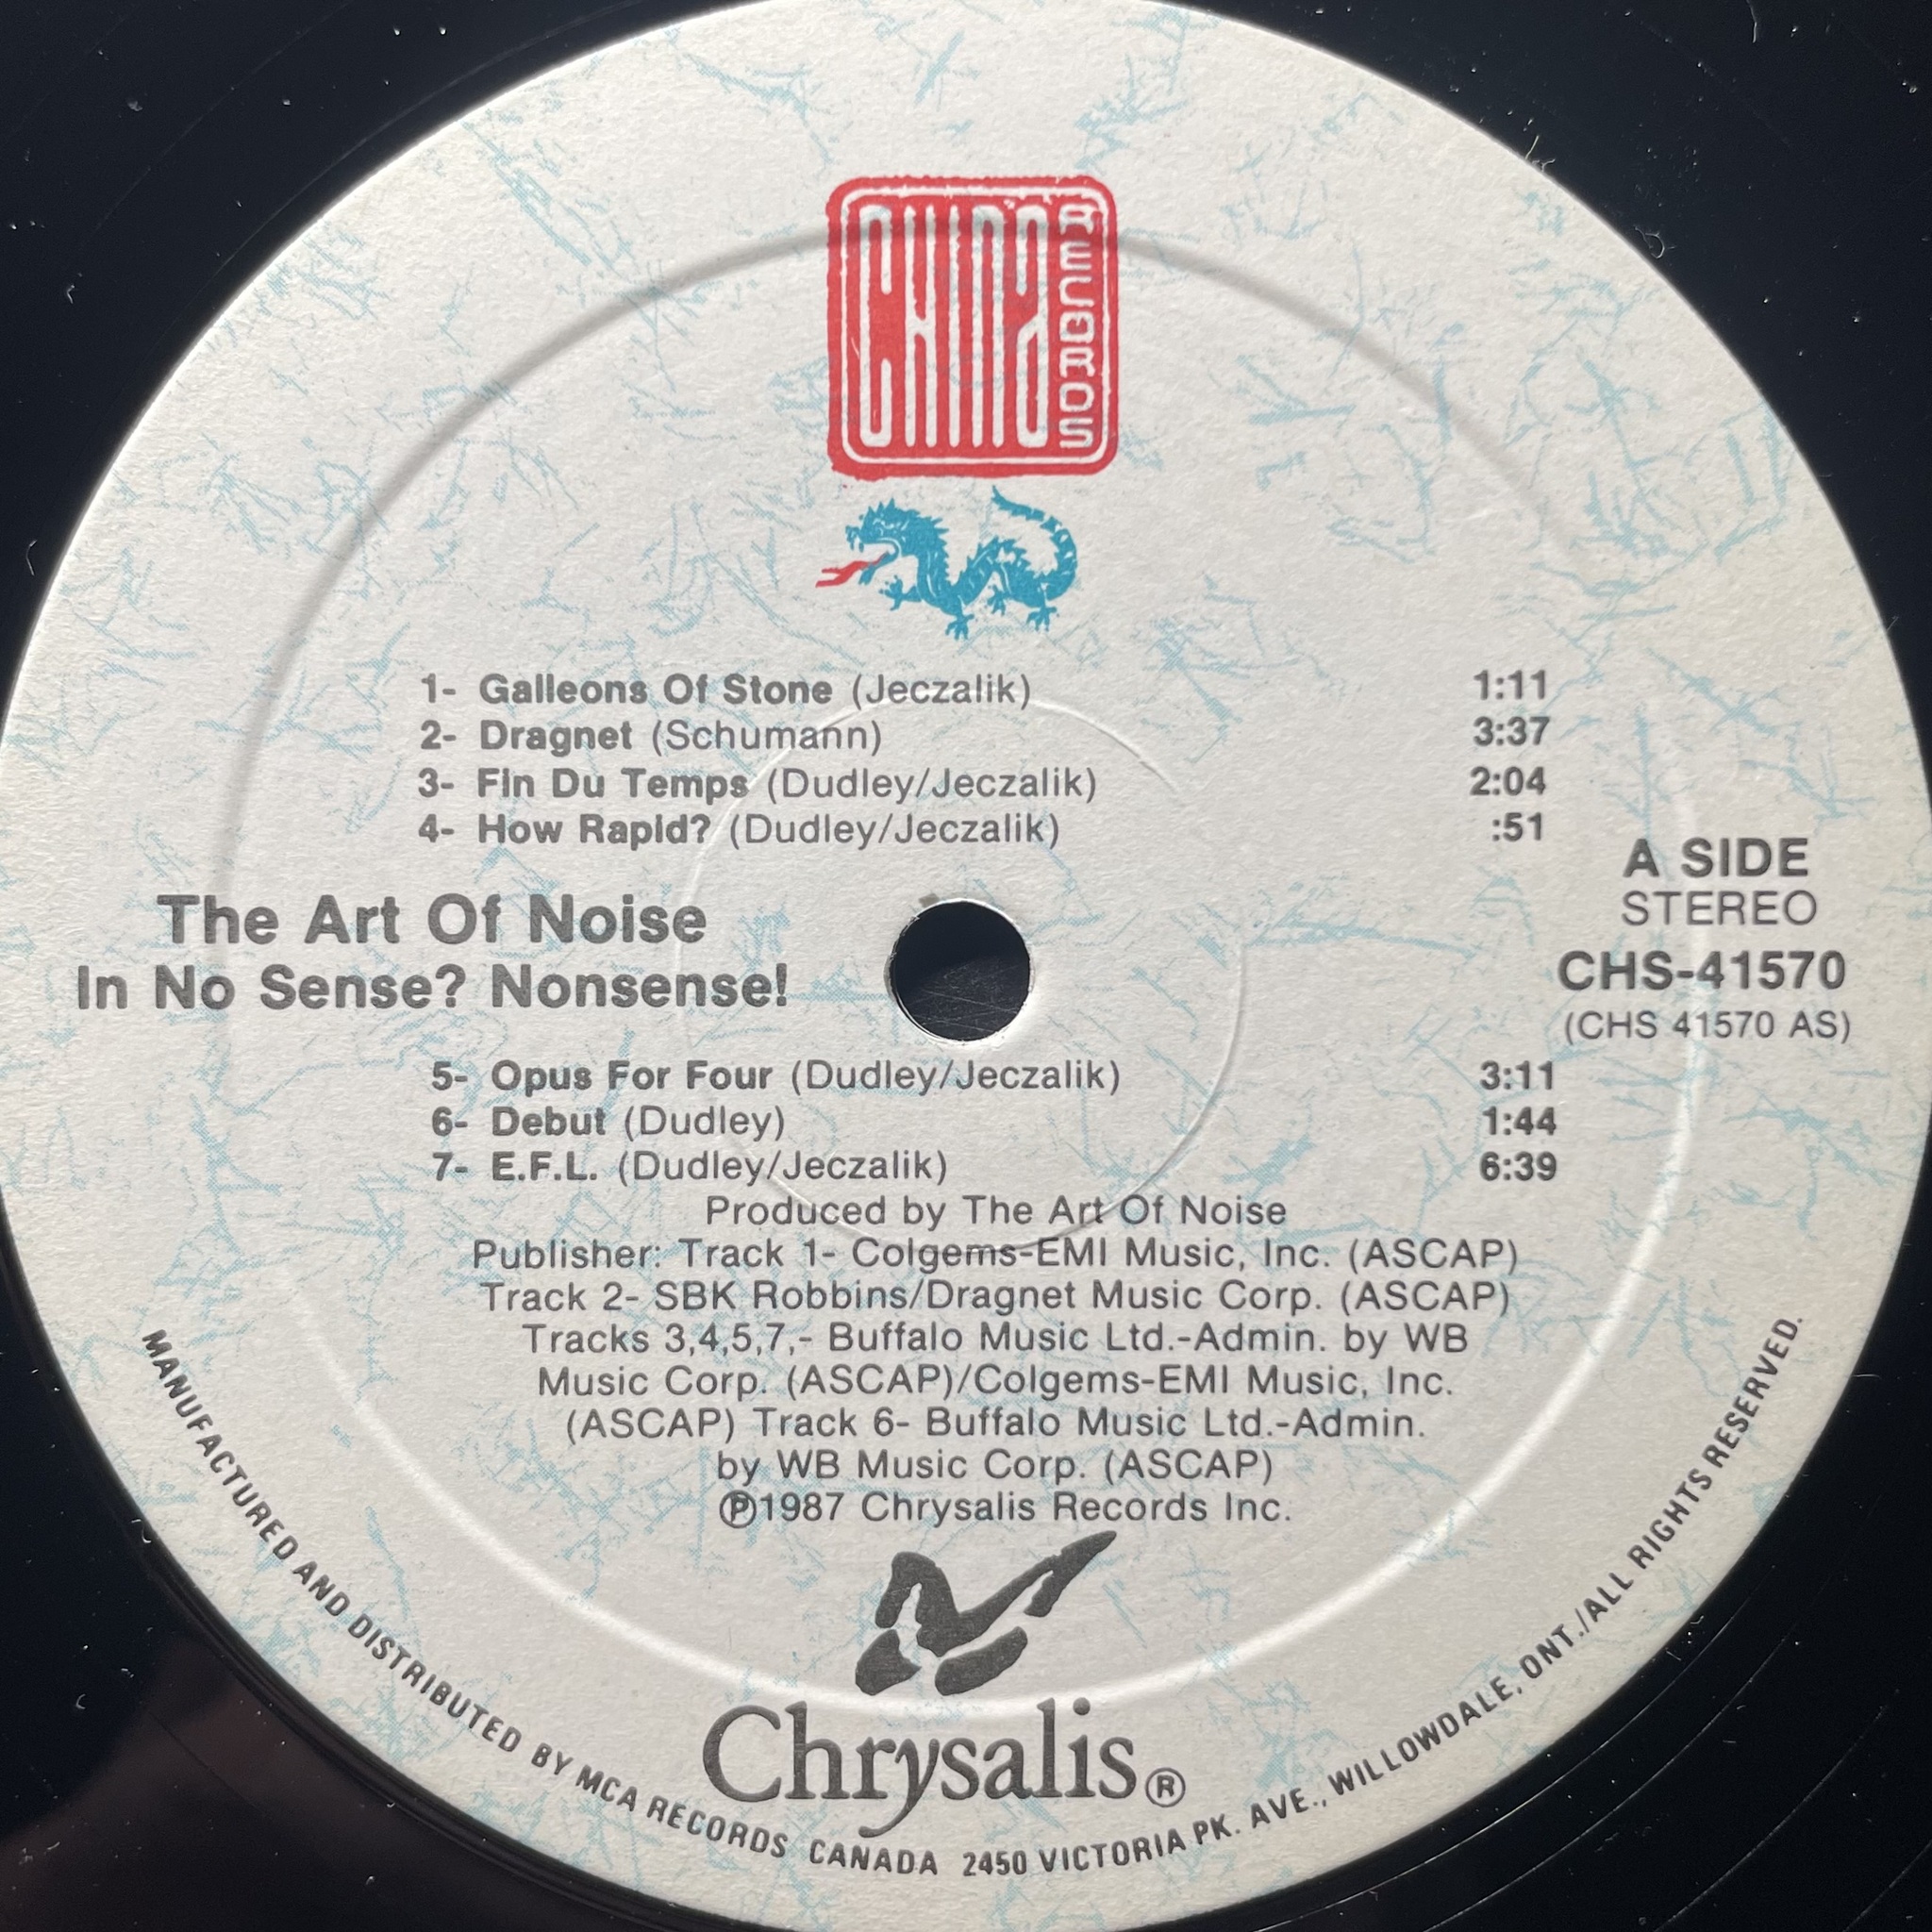 CHINA RECORDS
1- Galleons Of Stone (Jeczalik) 1:11
2- Dragnet (Schumann) 3:37
3- Fin Du Temps (Dudley/Jeczalik) 2:04
4- How Rapid? (Dudley/Jeczalik) :51
The Art Of Noise
In No Sense? Nonsense!
A SIDE
STEREO
CHS-41570
(CHS 41570 AS)
5- Opus For Four (Dudley/Jeczalik) 3:11
6- Debut (Dudley) 1:44
7- E.F.L. (Dudley/Jeczalik) 6:39
Produced by The Art Of Noise
Publisher: Track 1- Colgems-EMI Music, Inc. (ASCAP)
Track 2- SBK Robbins/Dragnet Music Corp. (ASCAP)
Tracks 3,4,5,7,- Buffalo Music Ltd.-Admin. by WB
Music Corp. (ASCAP)/Colgems-EMI Music, Inc.
(ASCAP) Track 6- Buffalo Music Ltd.-Admin.
by WB Music Corp. (ASCAP)
℗1987 Chrysalis Records Inc.
Chrysalis®
MANUFACTURED AND DISTRIBUTED BY MCA RECORDS CANADA 2450 VICTORIA PK. AVE., WILLOWDALE, ONT./ALL RIGHTS RESERVED.